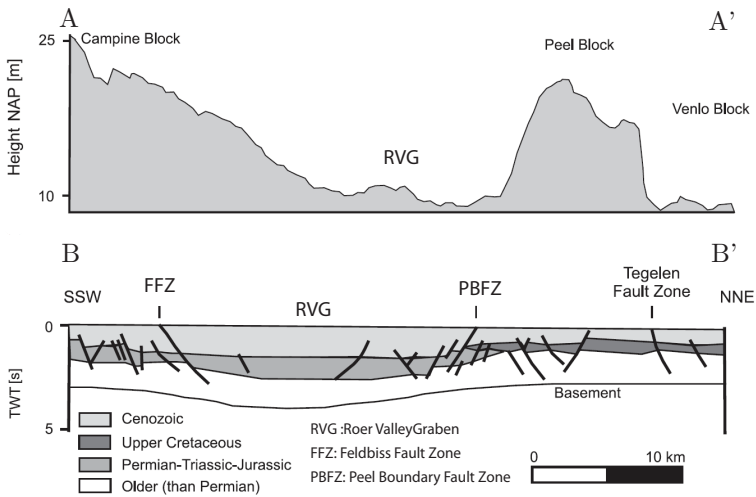 A
A'
25
Campine Block
Peel Block
Venlo Block
Height NAP [m]
RVG
10
B
B'
SSW
FFZ
RVG
PBFZ
Tegelen
Fault Zone
NNE
0
TWT [s]
Basement
5
Cenozoic
Upper Cretaceous
Permian-Triassic-Jurassic
Older (than Permian)
RVG :Roer ValleyGraben
FFZ: Feldbiss Fault Zone
PBFZ: Peel Boundary Fault Zone
0
10 km